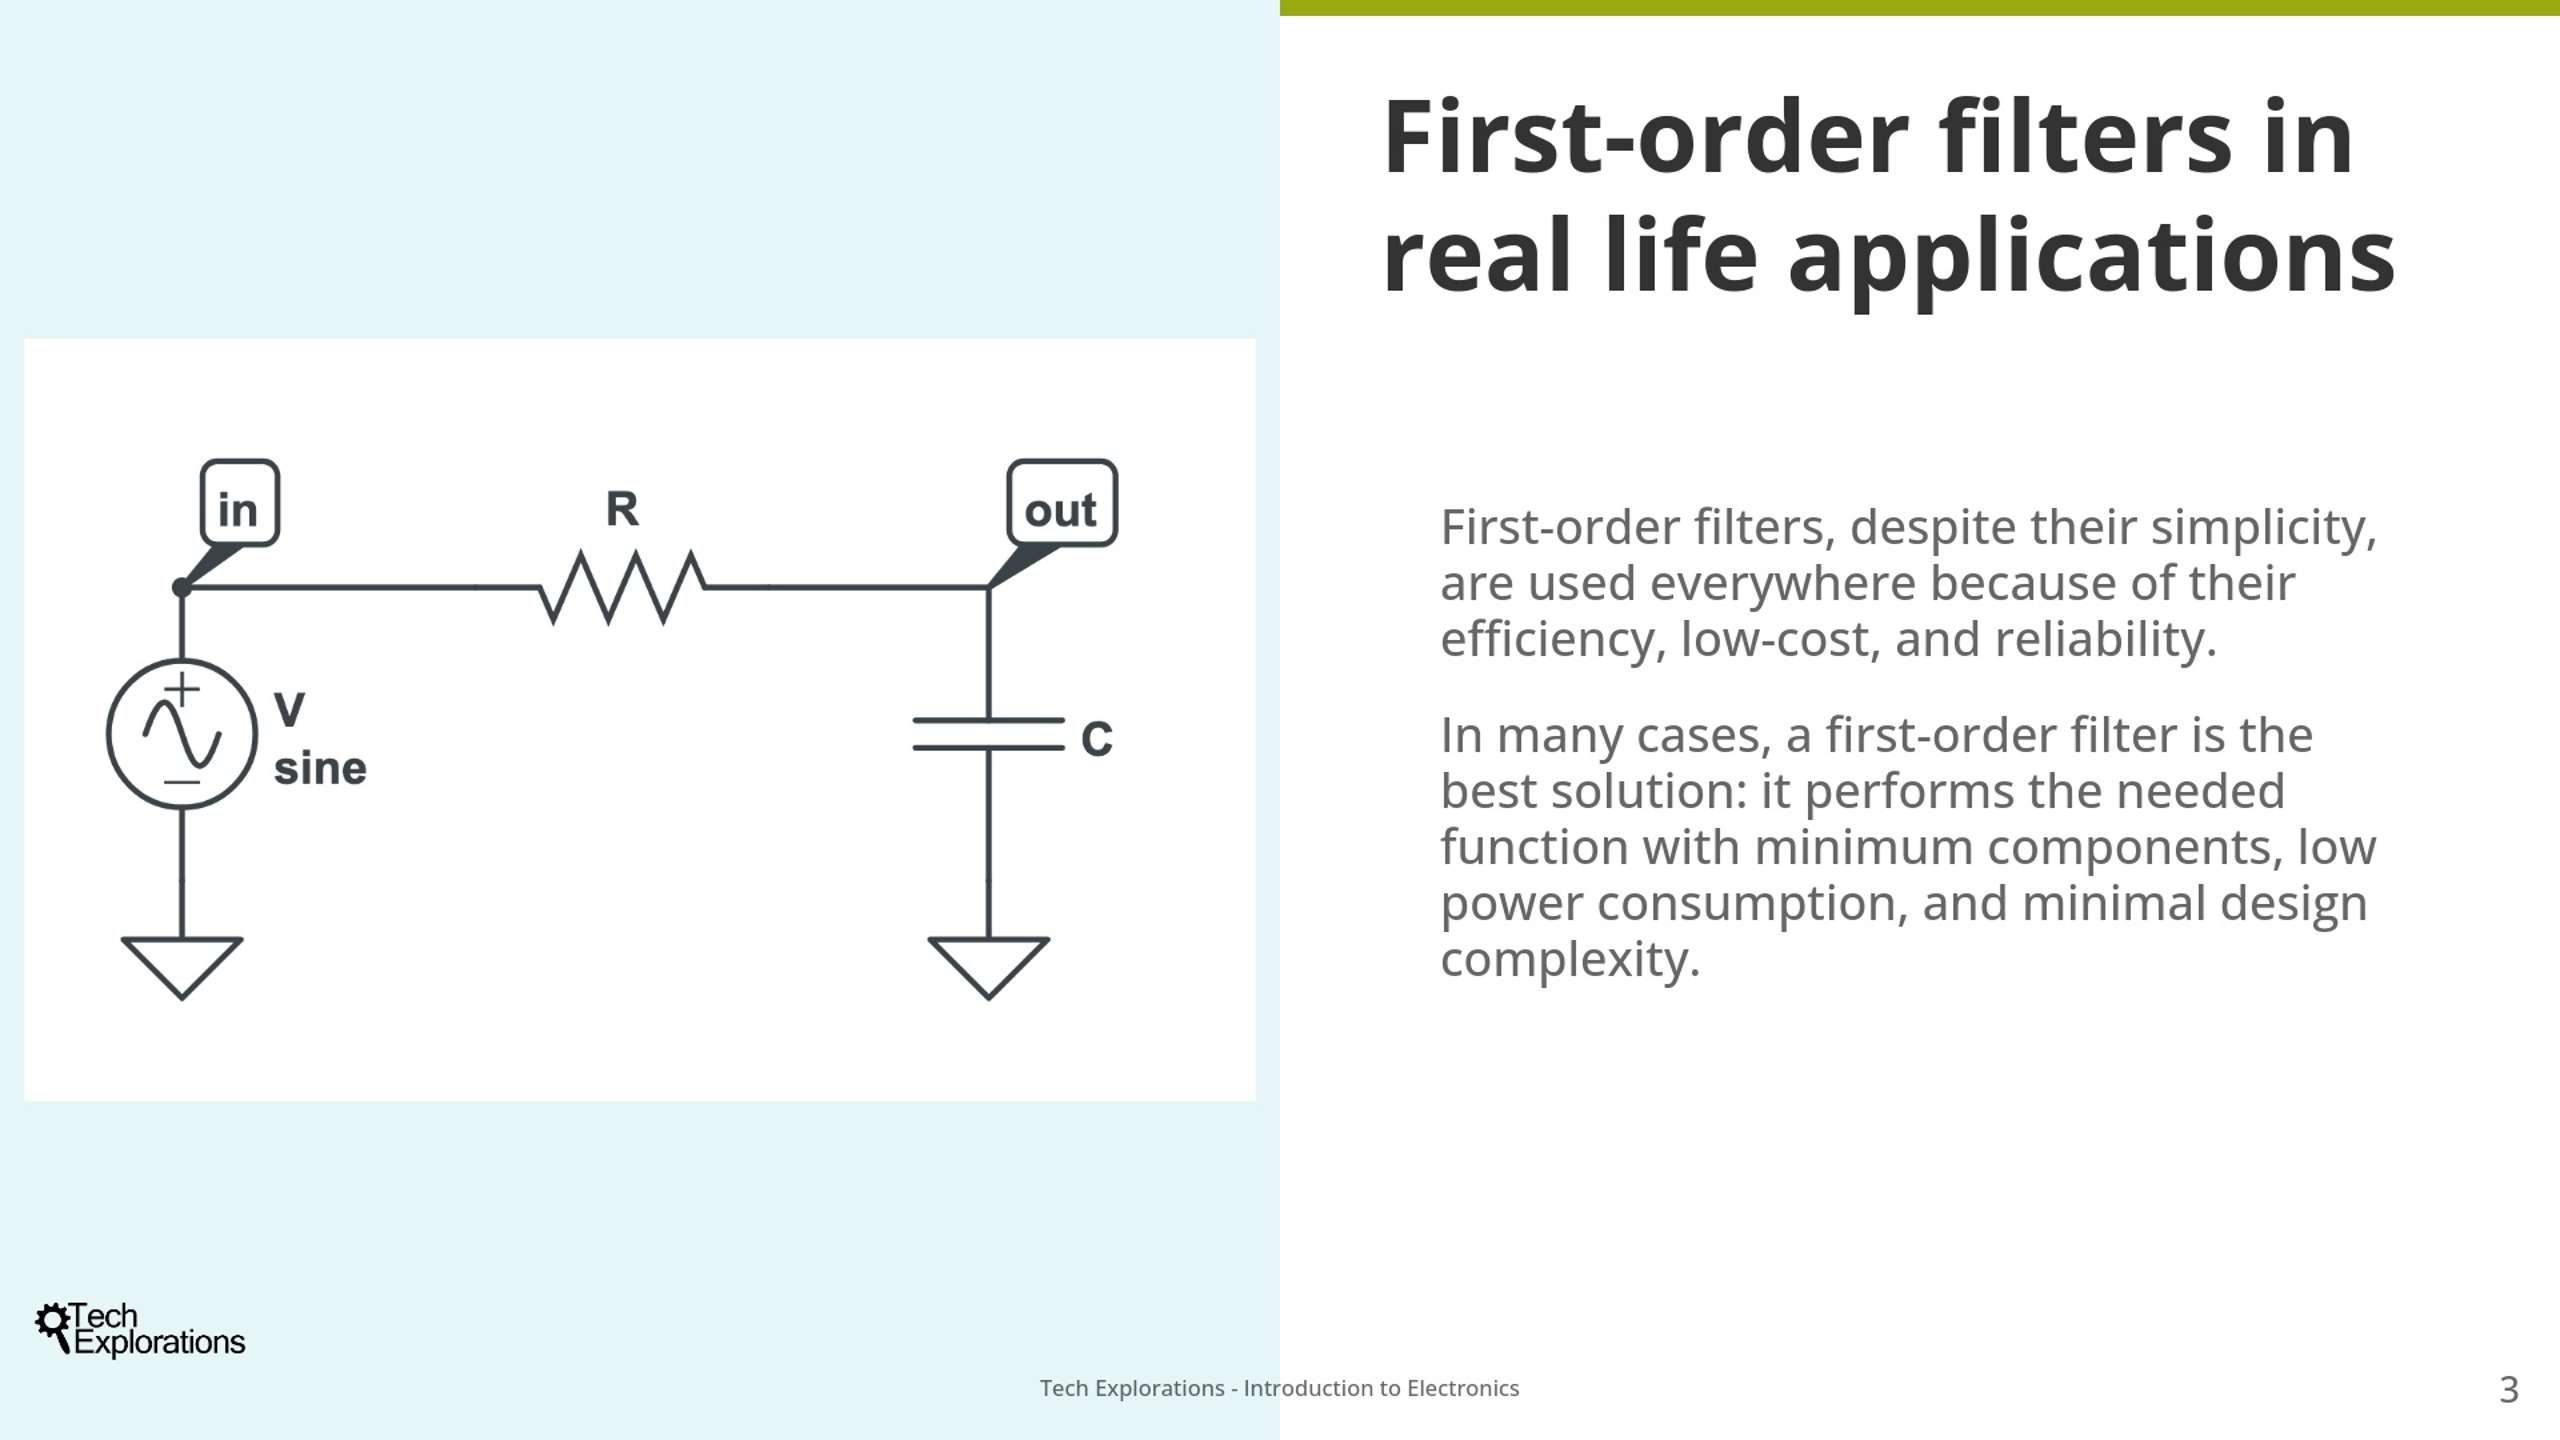 First-order filters in
real life applications
in
R
out
V
sine
C
First-order filters, despite their simplicity,
are used everywhere because of their
efficiency, low-cost, and reliability.
In many cases, a first-order filter is the
best solution: it performs the needed
function with minimum components, low
power consumption, and minimal design
complexity.
Tech
Explorations
Tech Explorations - Introduction to Electronics
3